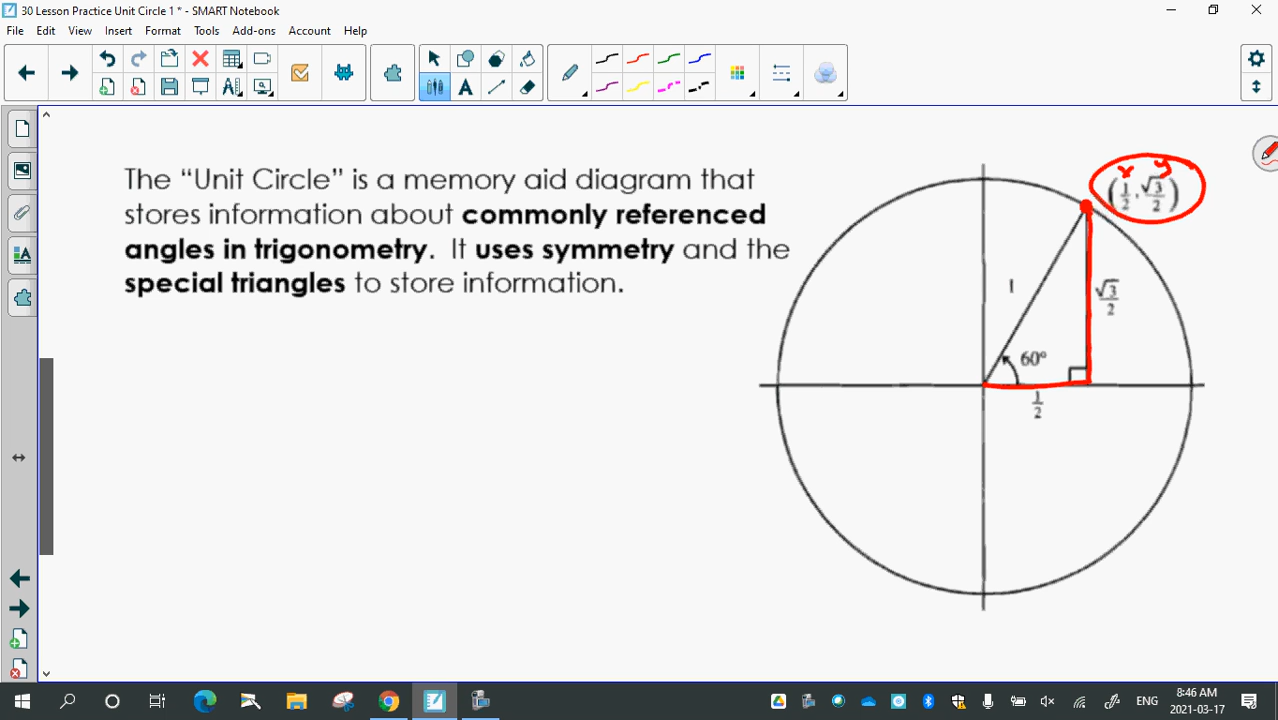 30 Lesson Practice Unit Circle 1 * - SMART Notebook
File Edit View Insert Format Tools Add-ons Account Help
The “Unit Circle” is a memory aid diagram that
stores information about commonly referenced
angles in trigonometry. It uses symmetry and the
special triangles to store information.
x y
(1/2, √3/2)
1
√3/2
60°
1/2
ENG
8:46 AM
2021-03-17